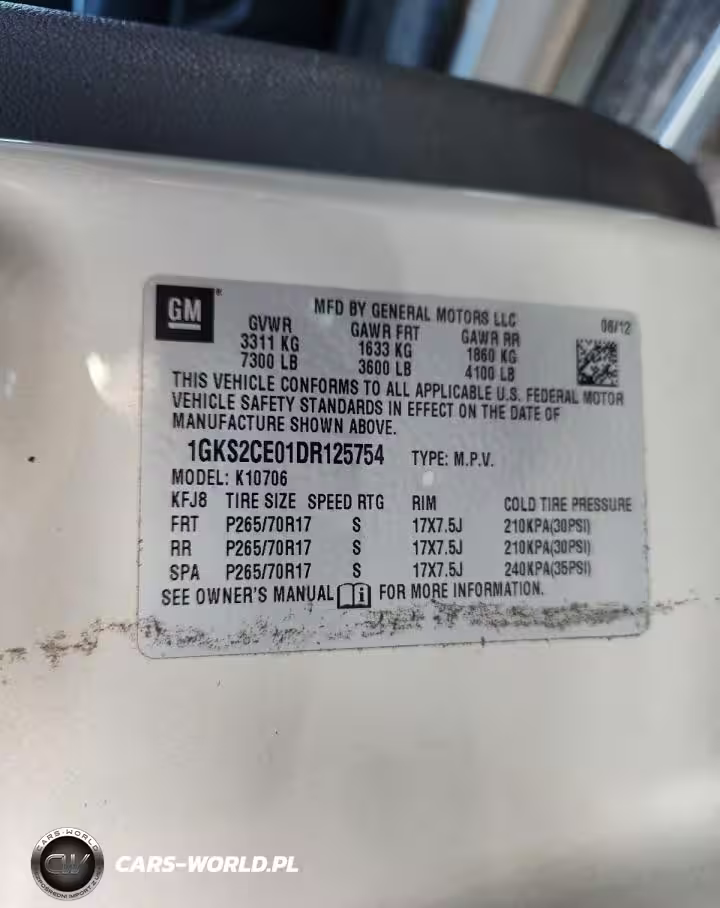 GM ®
MFD BY GENERAL MOTORS LLC 08/12
GVWR GAWR FRT GAWR RR
3311 KG 1633 KG 1860 KG
7300 LB 3600 LB 4100 LB
THIS VEHICLE CONFORMS TO ALL APPLICABLE U.S. FEDERAL MOTOR
VEHICLE SAFETY STANDARDS IN EFFECT ON THE DATE OF
MANUFACTURE SHOWN ABOVE.
1GKS2CE01DR125754 TYPE: M.P.V.
MODEL: K10706
KFJ8 TIRE SIZE SPEED RTG RIM COLD TIRE PRESSURE
FRT P265/70R17 S 17X7.5J 210KPA(30PSI)
RR P265/70R17 S 17X7.5J 210KPA(30PSI)
SPA P265/70R17 S 17X7.5J 240KPA(35PSI)
SEE OWNER'S MANUAL i FOR MORE INFORMATION.
CARS-WORLD
CW
CARS-WORLD.PL